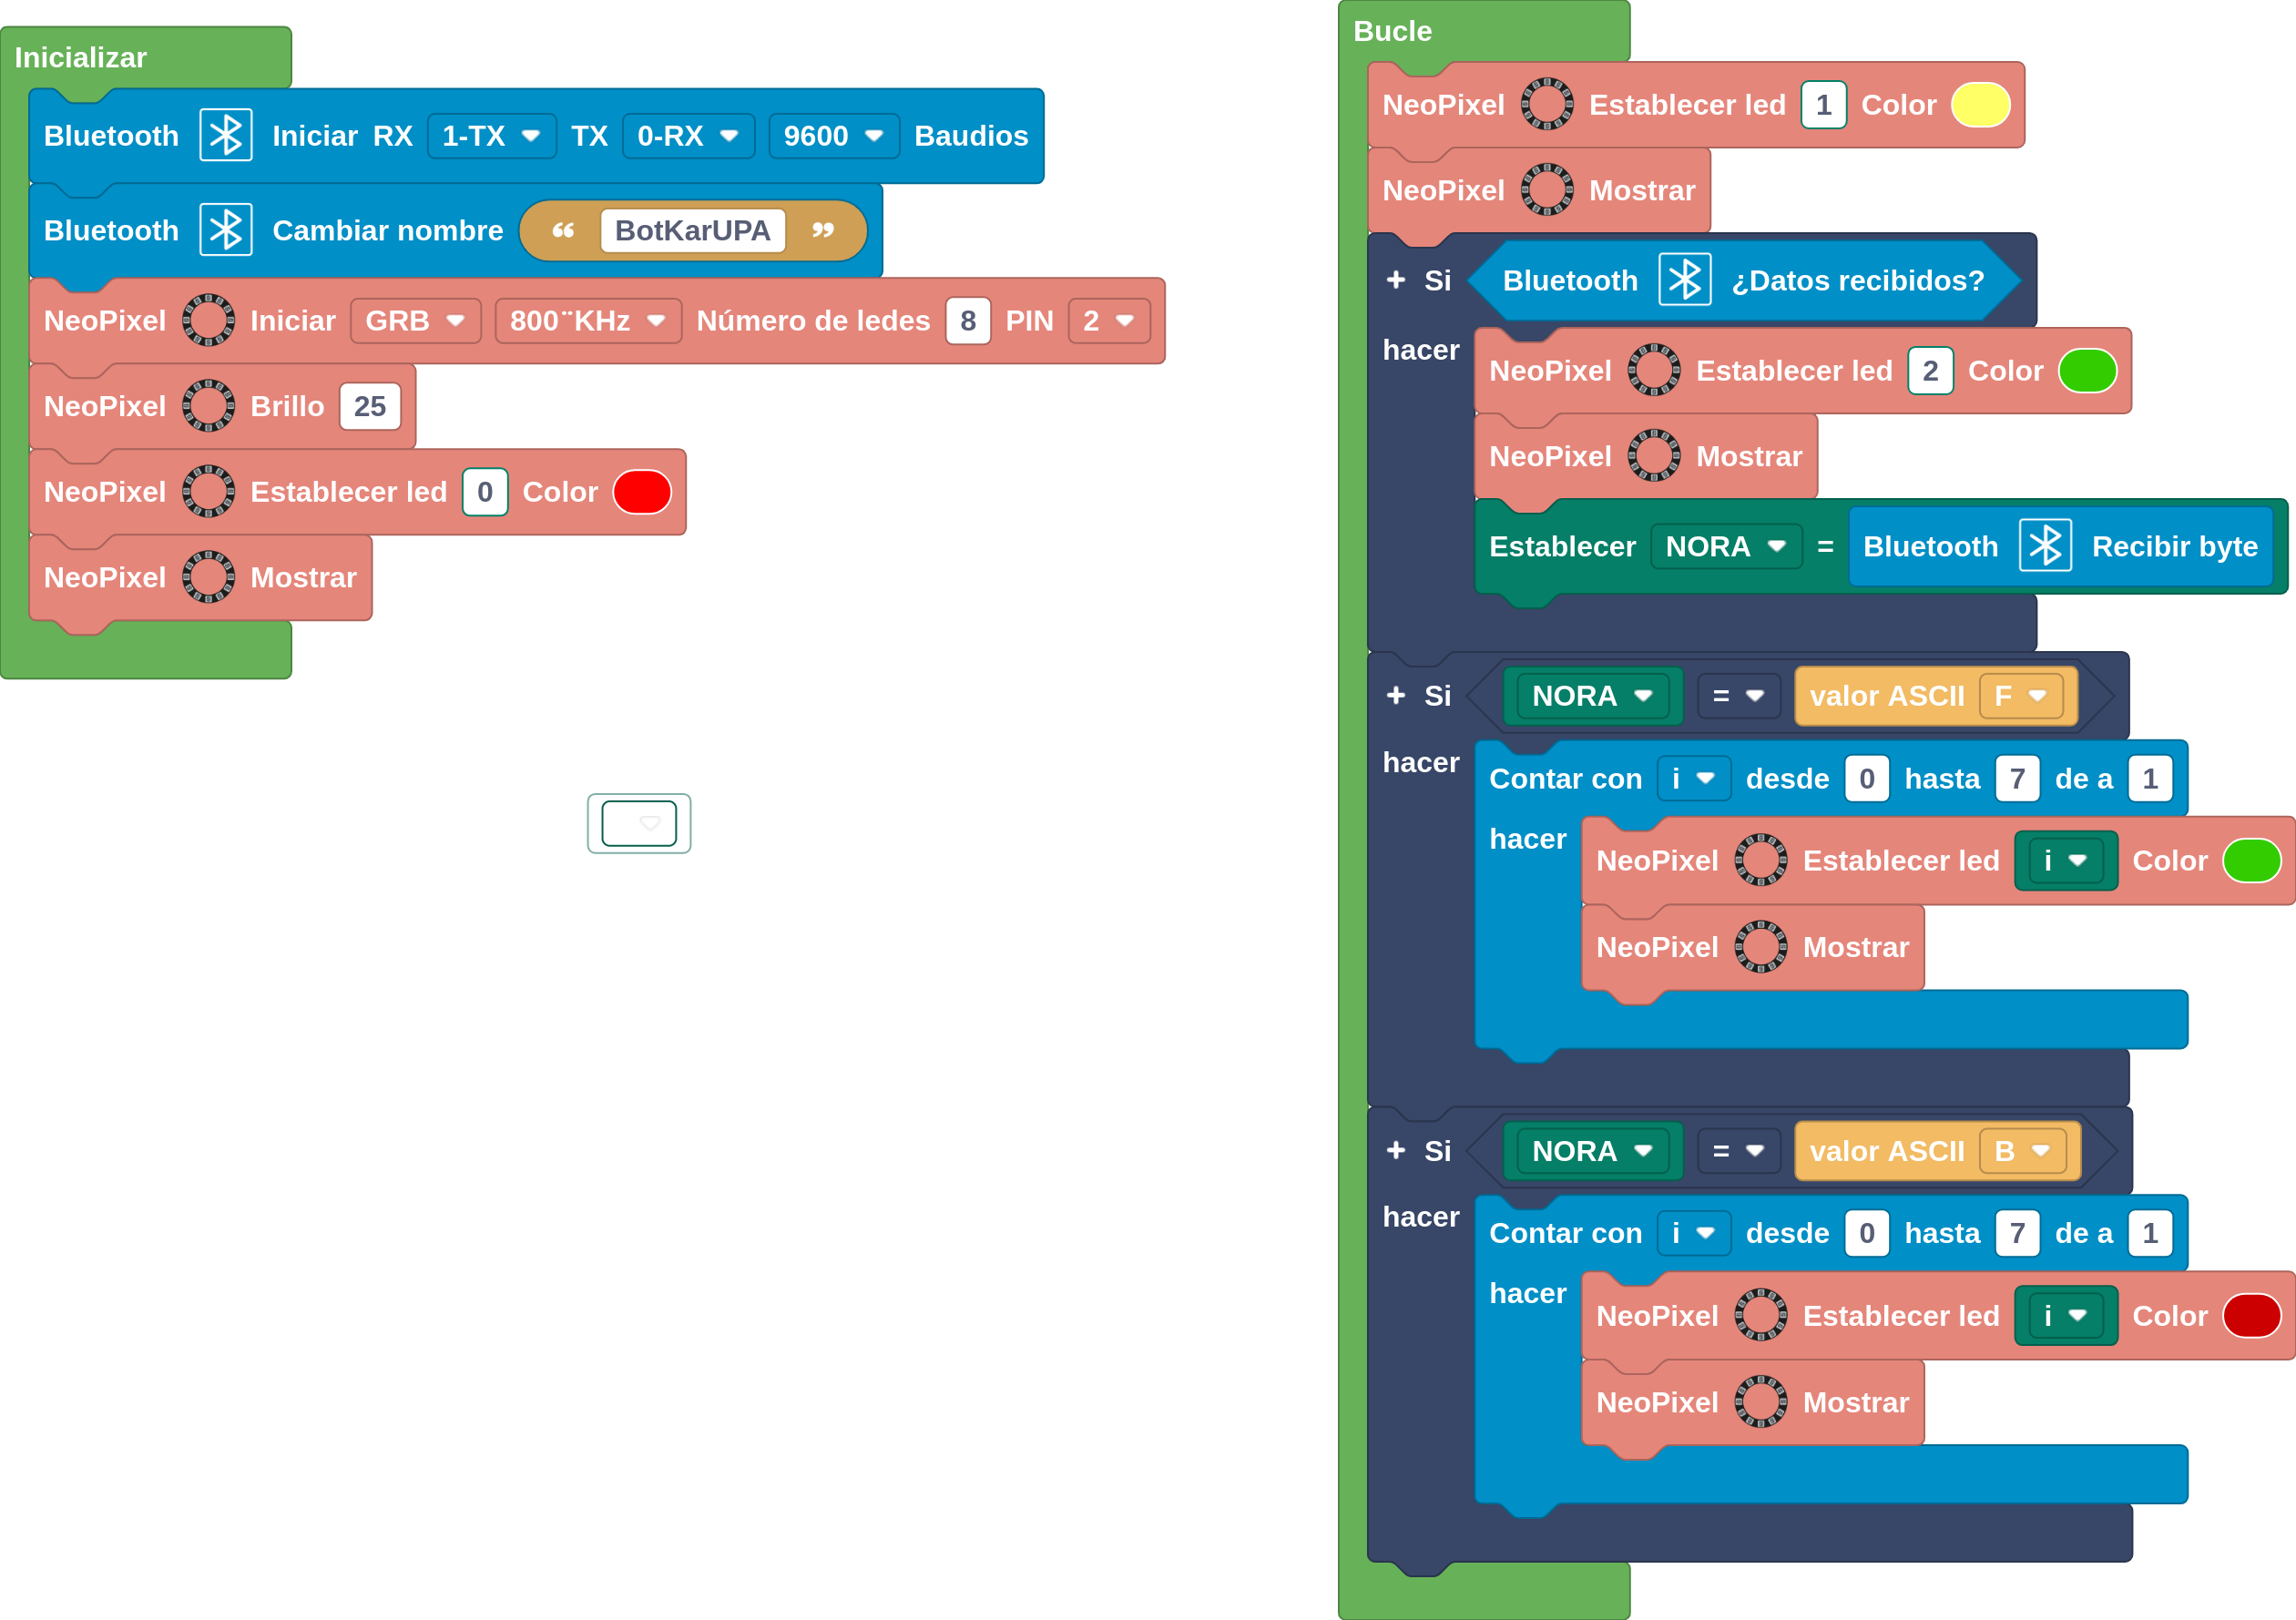 Inicializar
Bluetooth Iniciar RX 1-TX TX 0-RX 9600 Baudios
Bluetooth Cambiar nombre “ BotKarUPA ”
NeoPixel Iniciar GRB 800¨KHz Número de ledes 8 PIN 2
NeoPixel Brillo 25
NeoPixel Establecer led 0 Color
NeoPixel Mostrar
Bucle
NeoPixel Establecer led 1 Color
NeoPixel Mostrar
+ Si Bluetooth ¿Datos recibidos?
hacer
NeoPixel Establecer led 2 Color
NeoPixel Mostrar
Establecer NORA = Bluetooth Recibir byte
+ Si NORA = valor ASCII F
hacer
Contar con i desde 0 hasta 7 de a 1
hacer
NeoPixel Establecer led i Color
NeoPixel Mostrar
+ Si NORA = valor ASCII B
hacer
Contar con i desde 0 hasta 7 de a 1
hacer
NeoPixel Establecer led i Color
NeoPixel Mostrar